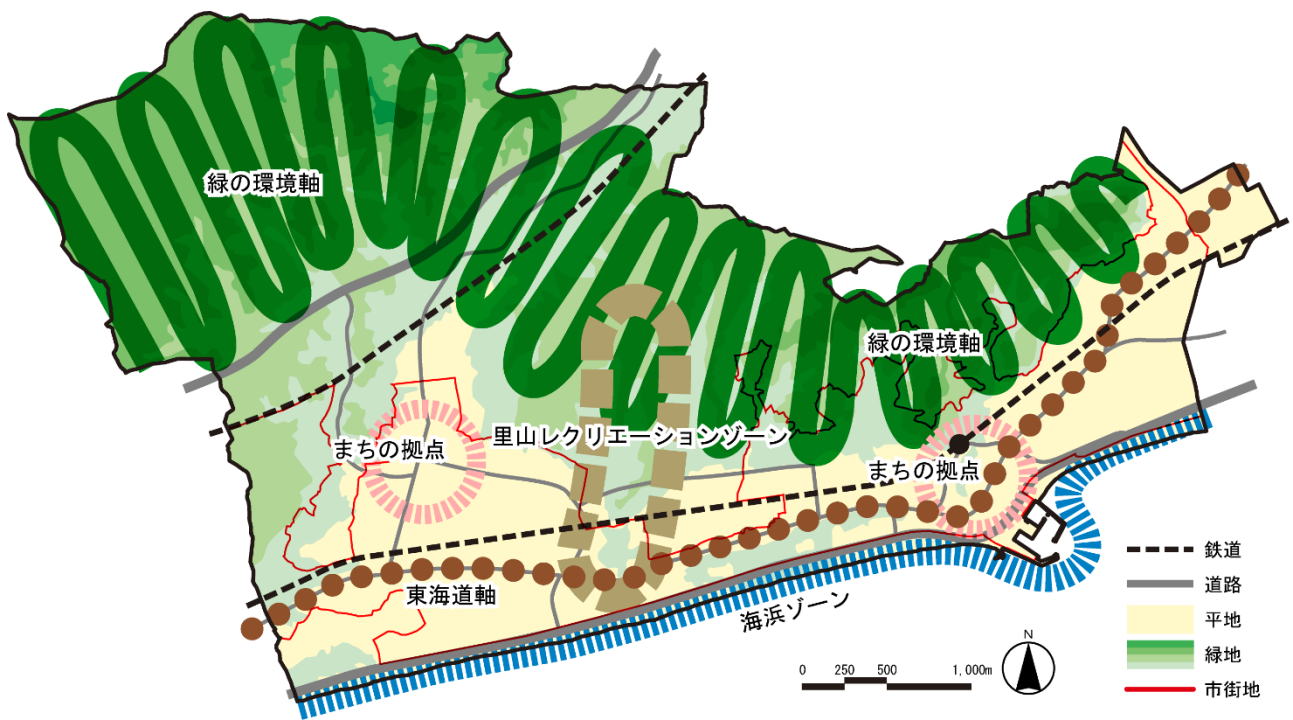 緑の環境軸
緑の環境軸
まちの拠点
里山レクリエーションゾーン
まちの拠点
東海道軸
海浜ゾーン
鉄道
道路
平地
緑地
市街地
N
0 250 500 1,000m